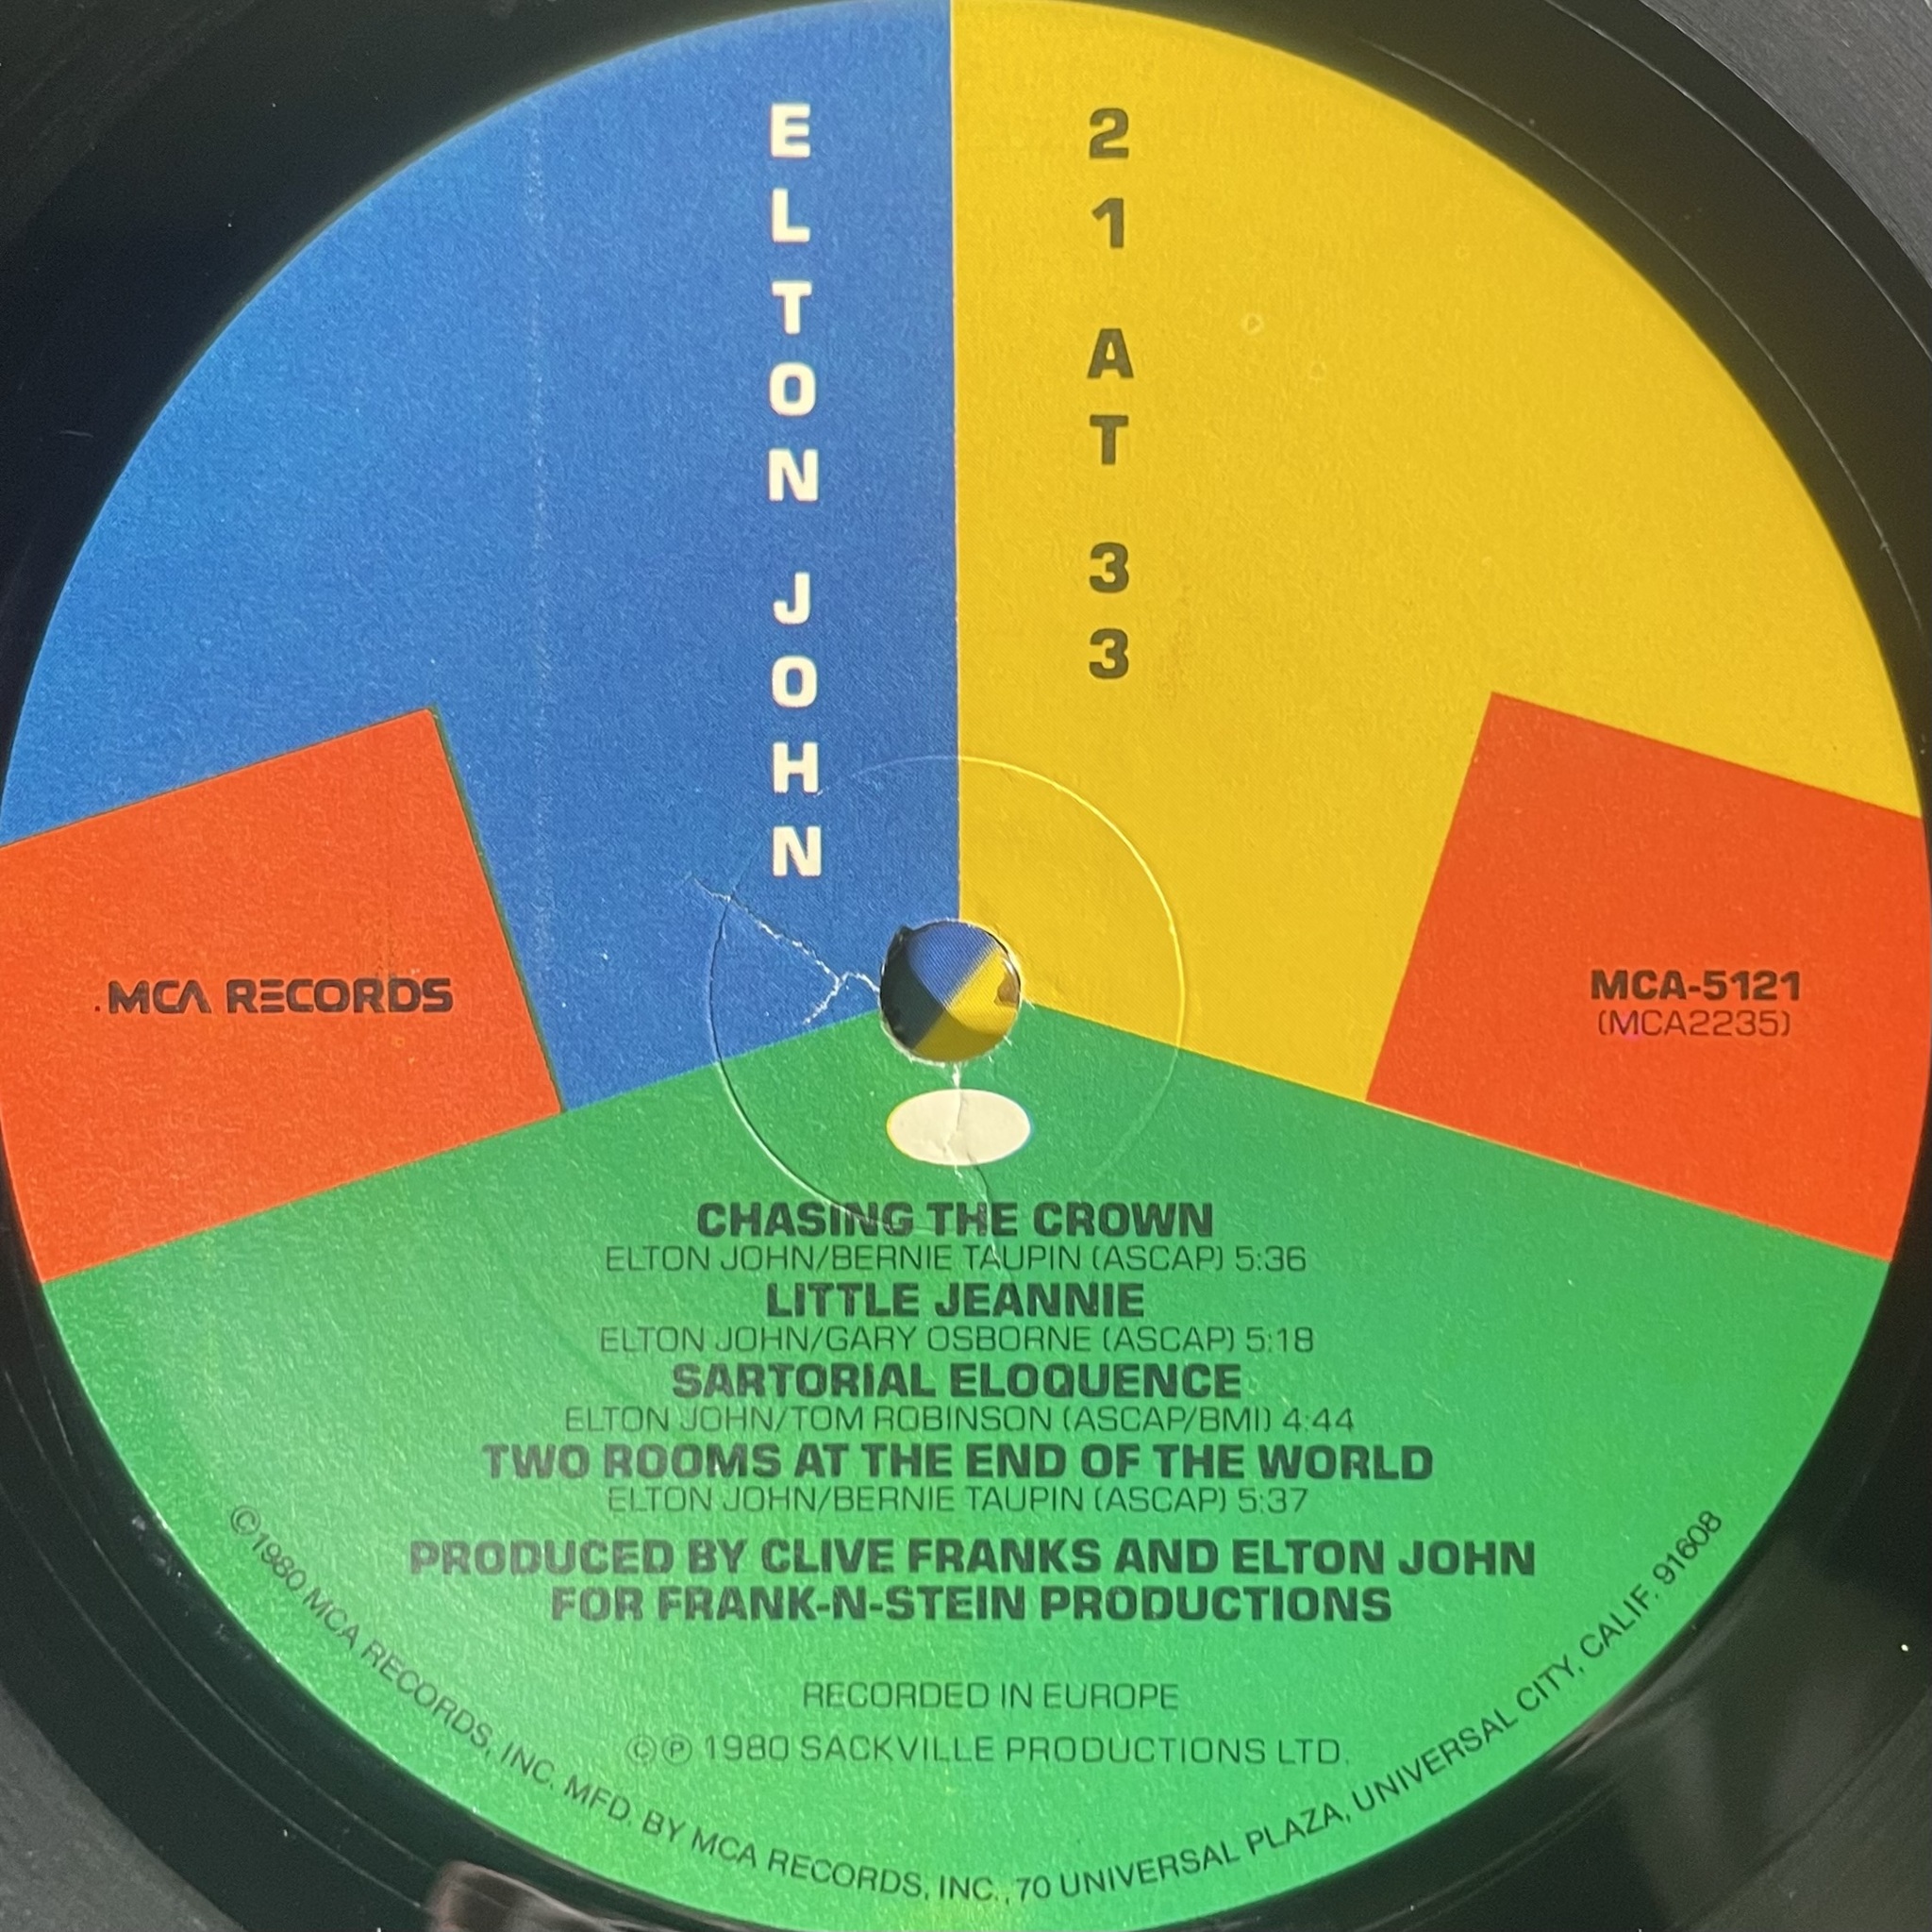 ELTON JOHN
21 AT 33
MCA RECORDS
MCA-5121
(MCA2235)
CHASING THE CROWN
ELTON JOHN/BERNIE TAUPIN (ASCAP) 5:36
LITTLE JEANNIE
ELTON JOHN/GARY OSBORNE (ASCAP) 5:18
SARTORIAL ELOQUENCE
ELTON JOHN/TOM ROBINSON (ASCAP/BMI) 4:44
TWO ROOMS AT THE END OF THE WORLD
ELTON JOHN/BERNIE TAUPIN (ASCAP) 5:37
PRODUCED BY CLIVE FRANKS AND ELTON JOHN
FOR FRANK-N-STEIN PRODUCTIONS
RECORDED IN EUROPE
©℗ 1980 SACKVILLE PRODUCTIONS LTD.
©1980 MCA RECORDS, INC. MFD. BY MCA RECORDS, INC., 70 UNIVERSAL PLAZA, UNIVERSAL CITY, CALIF. 91608